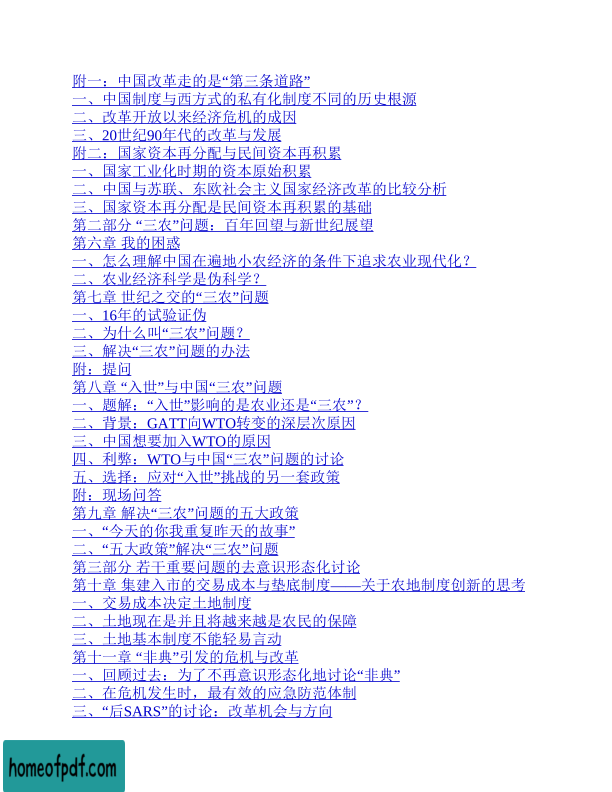 附一：中国改革走的是“第三条道路”
一、中国制度与西方式的私有化制度不同的历史根源
二、改革开放以来经济危机的成因
三、20世纪90年代的改革与发展
附二：国家资本再分配与民间资本再积累
一、国家工业化时期的资本原始积累
二、中国与苏联、东欧社会主义国家经济改革的比较分析
三、国家资本再分配是民间资本再积累的基础
第二部分 “三农”问题：百年回望与新世纪展望
第六章 我的困惑
一、怎么理解中国在遍地小农经济的条件下追求农业现代化？
二、农业经济科学是伪科学？
第七章 世纪之交的“三农”问题
一、16年的试验证伪
二、为什么叫“三农”问题？
三、解决“三农”问题的办法
附：提问
第八章 “入世”与中国“三农”问题
一、题解：“入世”影响的是农业还是“三农”？
二、背景：GATT向WTO转变的深层次原因
三、中国想要加入WTO的原因
四、利弊：WTO与中国“三农”问题的讨论
五、选择：应对“入世”挑战的另一套政策
附：现场问答
第九章 解决“三农”问题的五大政策
一、“今天的你我重复昨天的故事”
二、“五大政策”解决“三农”问题
第三部分 若干重要问题的去意识形态化讨论
第十章 集建入市的交易成本与垫底制度——关于农地制度创新的思考
一、交易成本决定土地制度
二、土地现在是并且将越来越是农民的保障
三、土地基本制度不能轻易言动
第十一章 “非典”引发的危机与改革
一、回顾过去：为了不再意识形态化地讨论“非典”
二、在危机发生时，最有效的应急防范体制
三、“后SARS”的讨论：改革机会与方向
homeofpdf.com